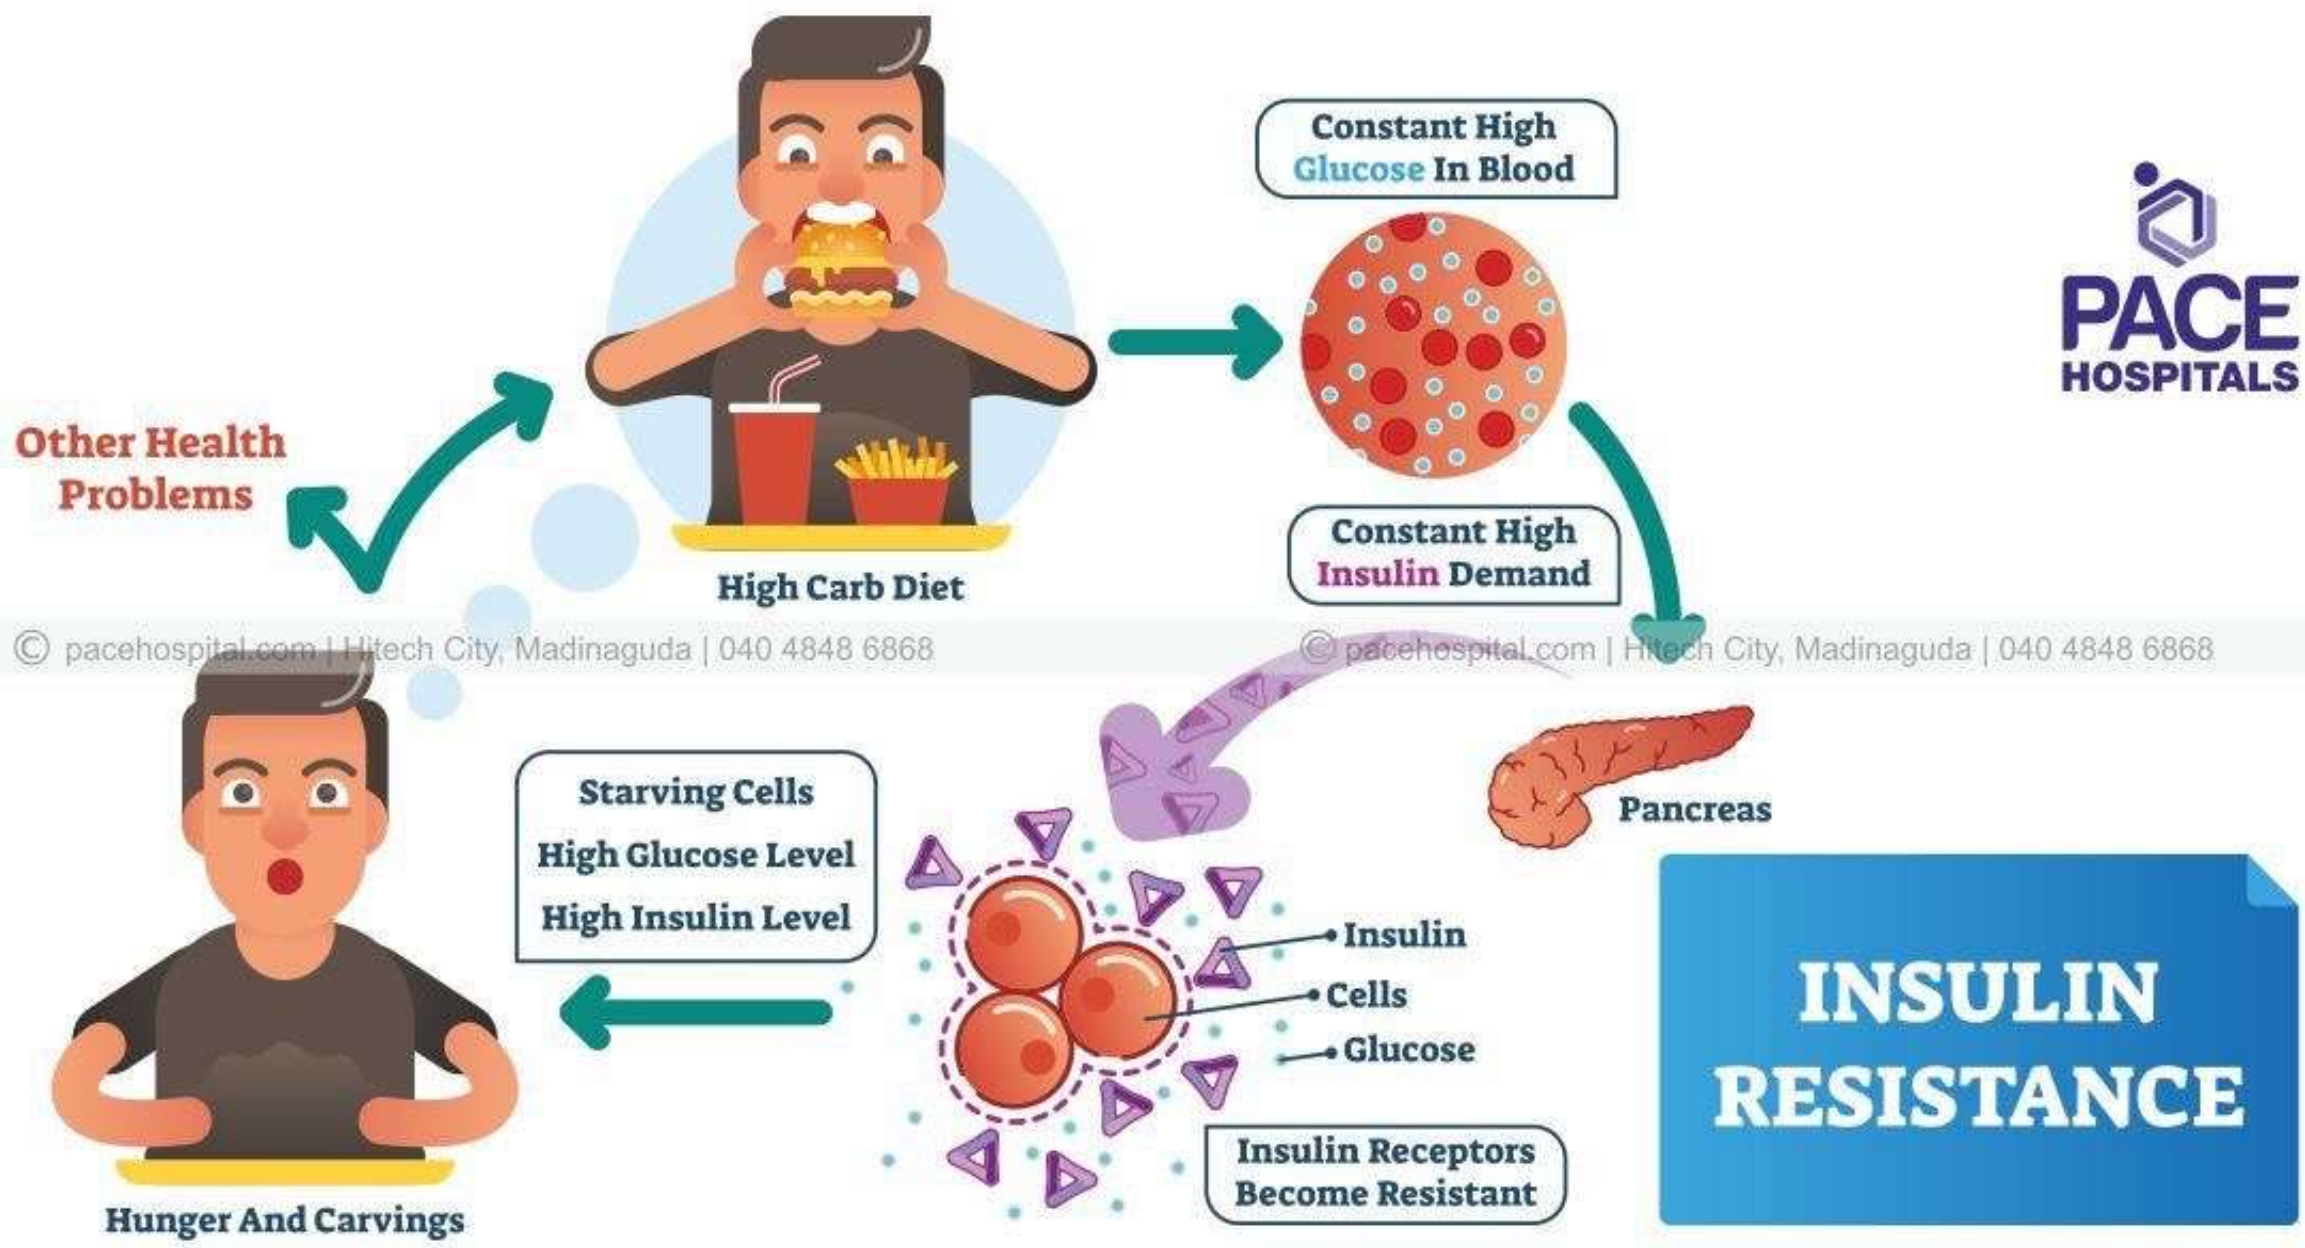 Constant High
Glucose In Blood
PACE
HOSPITALS
Other Health
Problems
High Carb Diet
Constant High
Insulin Demand
© pacehospital.com | Hitech City, Madinaguda | 040 4848 6868
© pacehospital.com | Hitech City, Madinaguda | 040 4848 6868
Starving Cells
High Glucose Level
High Insulin Level
Pancreas
Insulin
Cells
Glucose
Insulin Receptors
Become Resistant
INSULIN
RESISTANCE
Hunger And Carvings